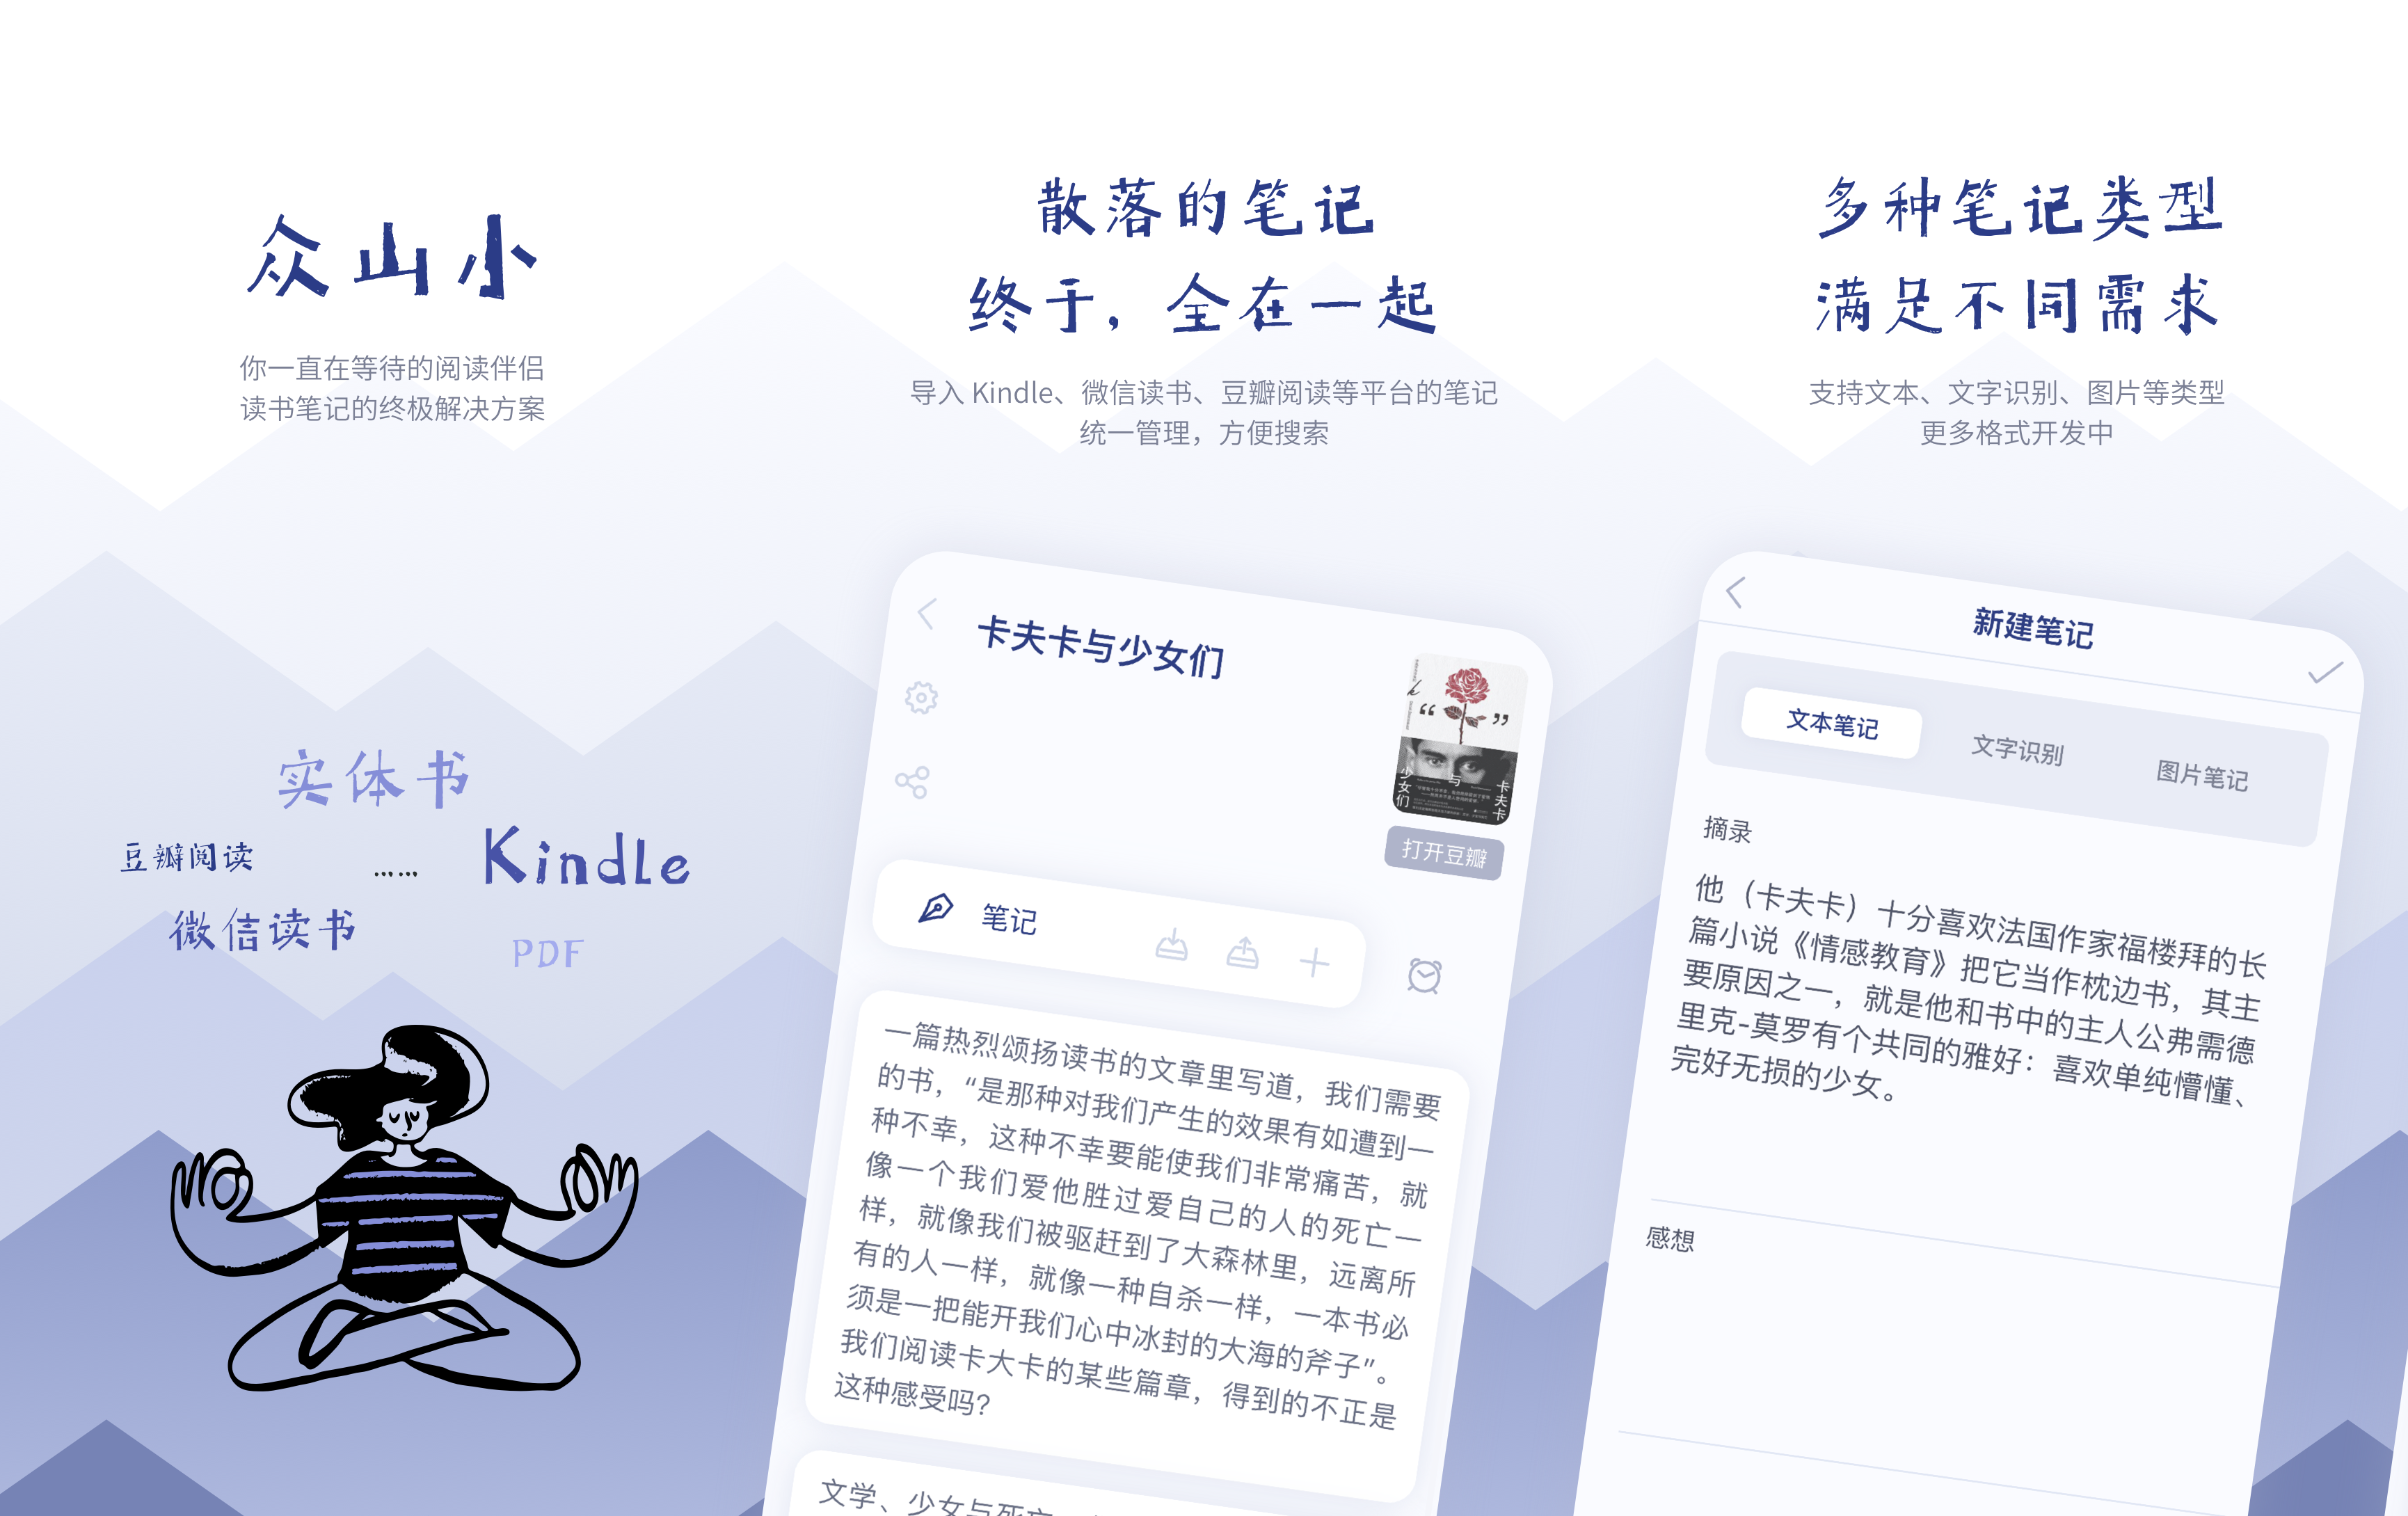 众山小
你一直在等待的阅读伴侣
读书笔记的终极解决方案
实体书
豆瓣阅读
……
Kindle
微信读书
PDF
散落的笔记
终于，全在一起
导入 Kindle、微信读书、豆瓣阅读等平台的笔记
统一管理，方便搜索
卡夫卡与少女们
k
“ ”
少女们
与
卡夫卡
打开豆瓣
笔记
一篇热烈颂扬读书的文章里写道，我们需要
的书，“是那种对我们产生的效果有如遭到一
种不幸，这种不幸要能使我们非常痛苦，就
像一个我们爱他胜过爱自己的人的死亡一
样，就像我们被驱赶到了大森林里，远离所
有的人一样，就像一种自杀一样，一本书必
须是一把能开我们心中冰封的大海的斧子”。
我们阅读卡大卡的某些篇章，得到的不正是
这种感受吗？
文学、少女与死亡
多种笔记类型
满足不同需求
支持文本、文字识别、图片等类型
更多格式开发中
新建笔记
文本笔记
文字识别
图片笔记
摘录
他（卡夫卡）十分喜欢法国作家福楼拜的长
篇小说《情感教育》把它当作枕边书，其主
要原因之一，就是他和书中的主人公弗需德
里克-莫罗有个共同的雅好：喜欢单纯懵懂、
完好无损的少女。
感想